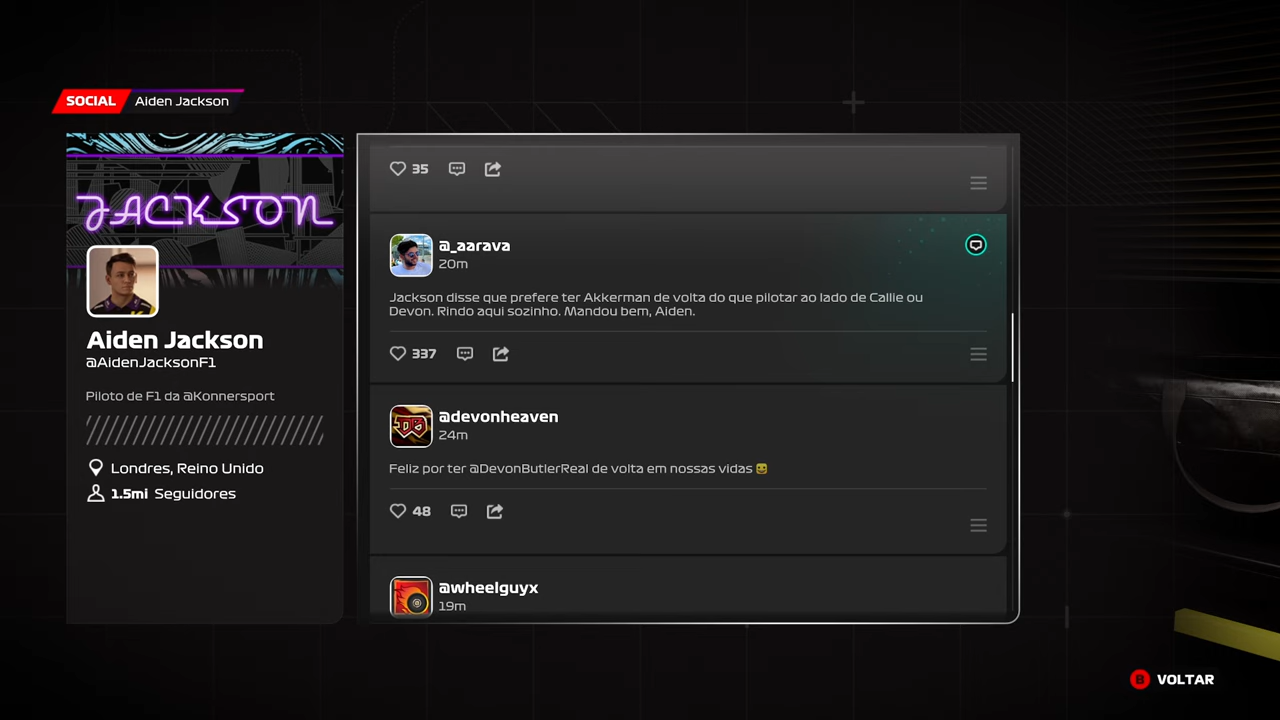 SOCIAL Aiden Jackson
JACKSON
Aiden Jackson
@AidenJacksonF1
Piloto de F1 da @Konnersport
Londres, Reino Unido
1.5mi Seguidores
35
@_aarava
20m
Jackson disse que prefere ter Akkerman de volta do que pilotar ao lado de Callie ou
Devon. Rindo aqui sozinho. Mandou bem, Aiden.
337
@devonheaven
24m
Feliz por ter @DevonButlerReal de volta em nossas vidas
48
@wheelguyx
19m
B VOLTAR